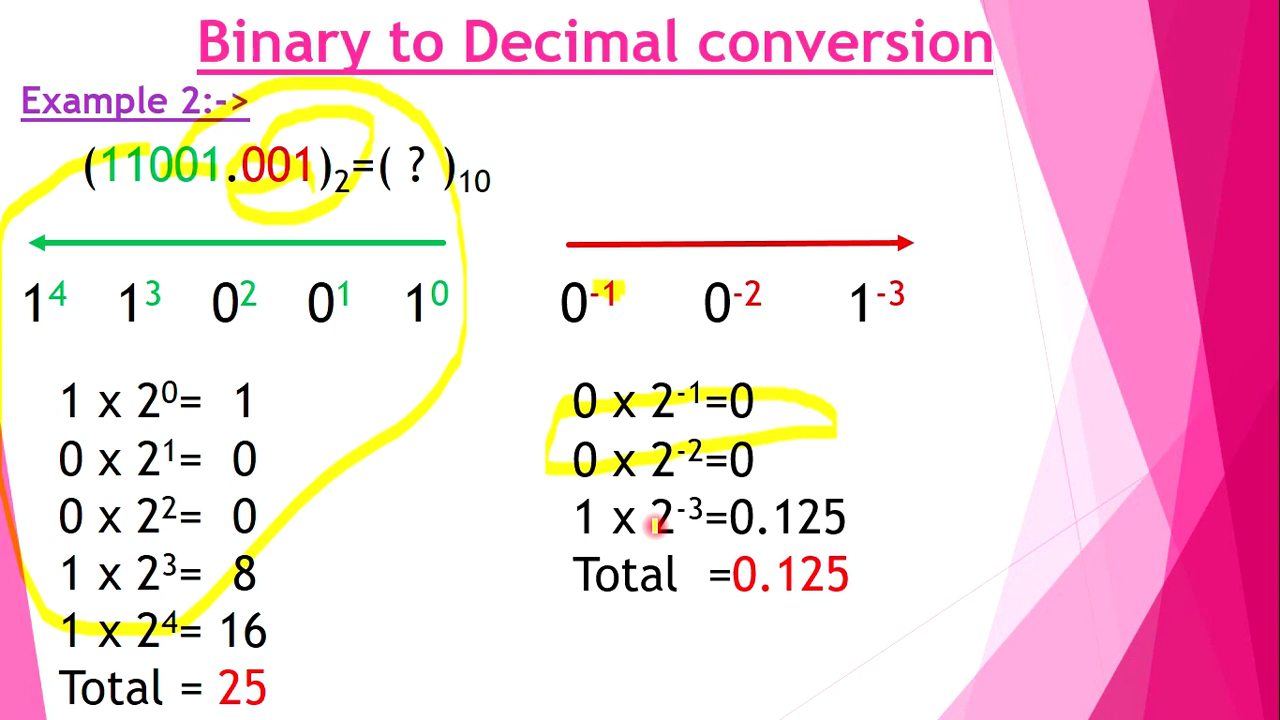 Binary to Decimal conversion
Example 2:->
(11001.001)₂=( ? )₁₀
1⁴ 1³ 0² 0¹ 1⁰
1 x 2⁰= 1
0 x 2¹= 0
0 x 2²= 0
1 x 2³= 8
1 x 2⁴= 16
Total = 25
0⁻¹ 0⁻² 1⁻³
0 x 2⁻¹=0
0 x 2⁻²=0
1 x 2⁻³=0.125
Total =0.125